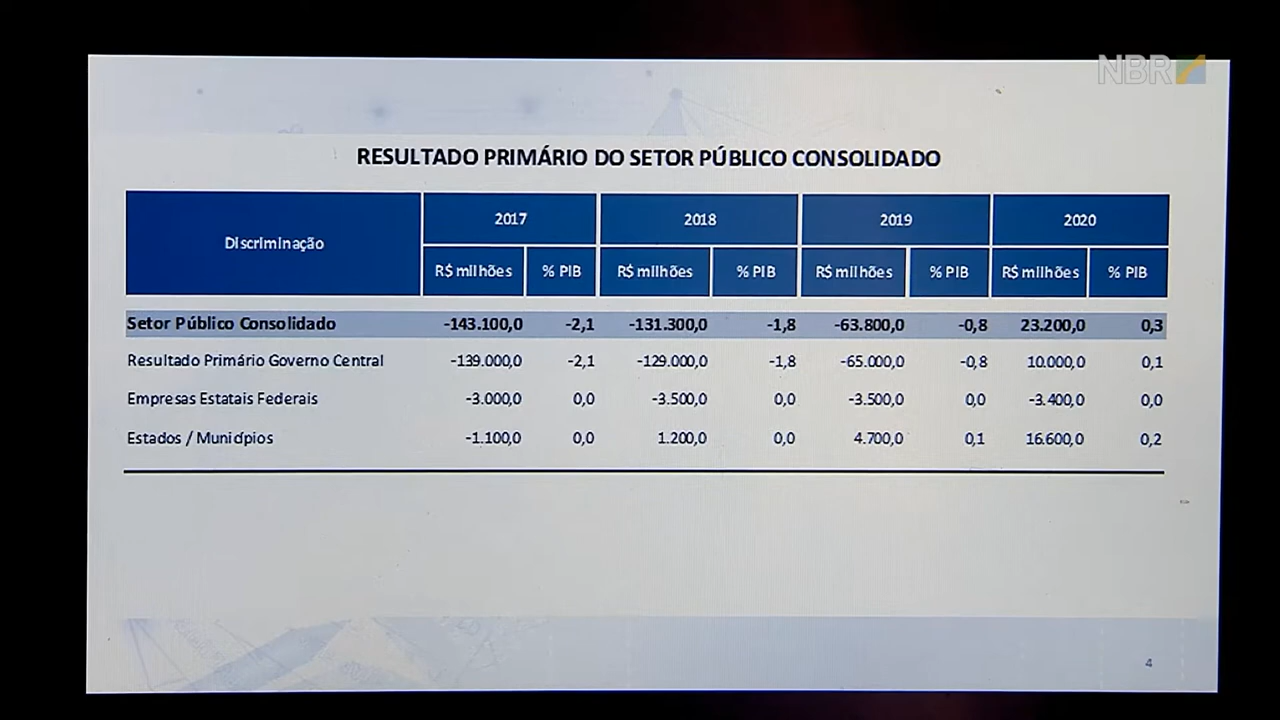 NBR
RESULTADO PRIMÁRIO DO SETOR PÚBLICO CONSOLIDADO
Discriminação 2017 2018 2019 2020
R$ milhões % PIB R$ milhões % PIB R$ milhões % PIB R$ milhões % PIB
Setor Público Consolidado -143.100,0 -2,1 -131.300,0 -1,8 -63.800,0 -0,8 23.200,0 0,3
Resultado Primário Governo Central -139.000,0 -2,1 -129.000,0 -1,8 -65.000,0 -0,8 10.000,0 0,1
Empresas Estatais Federais -3.000,0 0,0 -3.500,0 0,0 -3.500,0 0,0 -3.400,0 0,0
Estados / Municípios -1.100,0 0,0 1.200,0 0,0 4.700,0 0,1 16.600,0 0,2
4